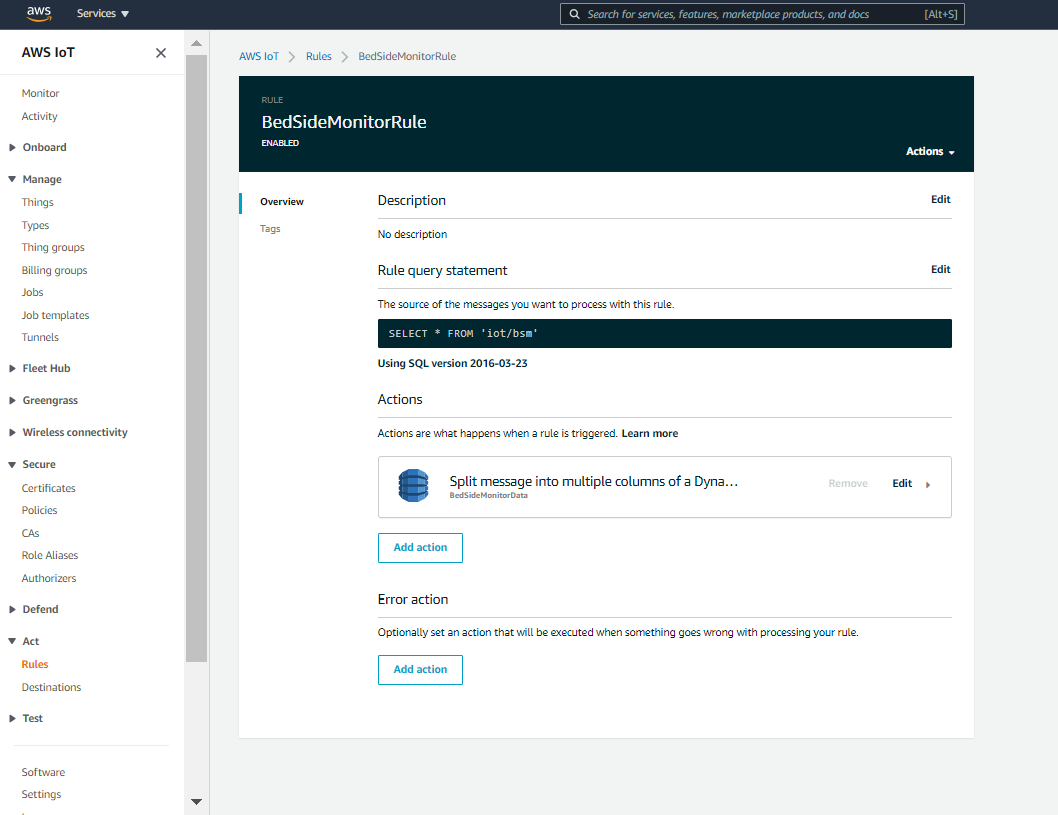 aws
Services
Search for services, features, marketplace products, and docs
[Alt+S]
AWS IoT
Monitor
Activity
Onboard
Manage
Things
Types
Thing groups
Billing groups
Jobs
Job templates
Tunnels
Fleet Hub
Greengrass
Wireless connectivity
Secure
Certificates
Policies
CAs
Role Aliases
Authorizers
Defend
Act
Rules
Destinations
Test
Software
Settings
AWS IoT
Rules
BedSideMonitorRule
RULE
BedSideMonitorRule
ENABLED
Actions
Overview
Tags
Description
Edit
No description
Rule query statement
Edit
The source of the messages you want to process with this rule.
SELECT * FROM 'iot/bsm'
Using SQL version 2016-03-23
Actions
Actions are what happens when a rule is triggered. Learn more
Split message into multiple columns of a Dyna...
BedSideMonitorData
Remove
Edit
Add action
Error action
Optionally set an action that will be executed when something goes wrong with processing your rule.
Add action